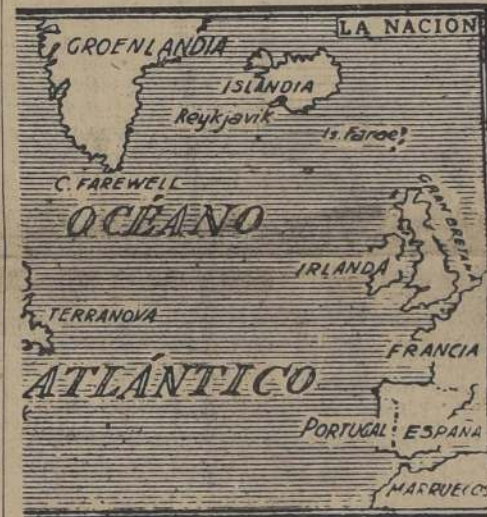 LA NACION
GROENLANDIA
ISLANDIA
Reykjavik
Is. Faroe
C. FAREWELL
GRAN BRETAÑA
OCÉANO
IRLANDA
TERRANOVA
FRANCIA
ATLÁNTICO
PORTUGAL
ESPAÑA
MARRUECOS